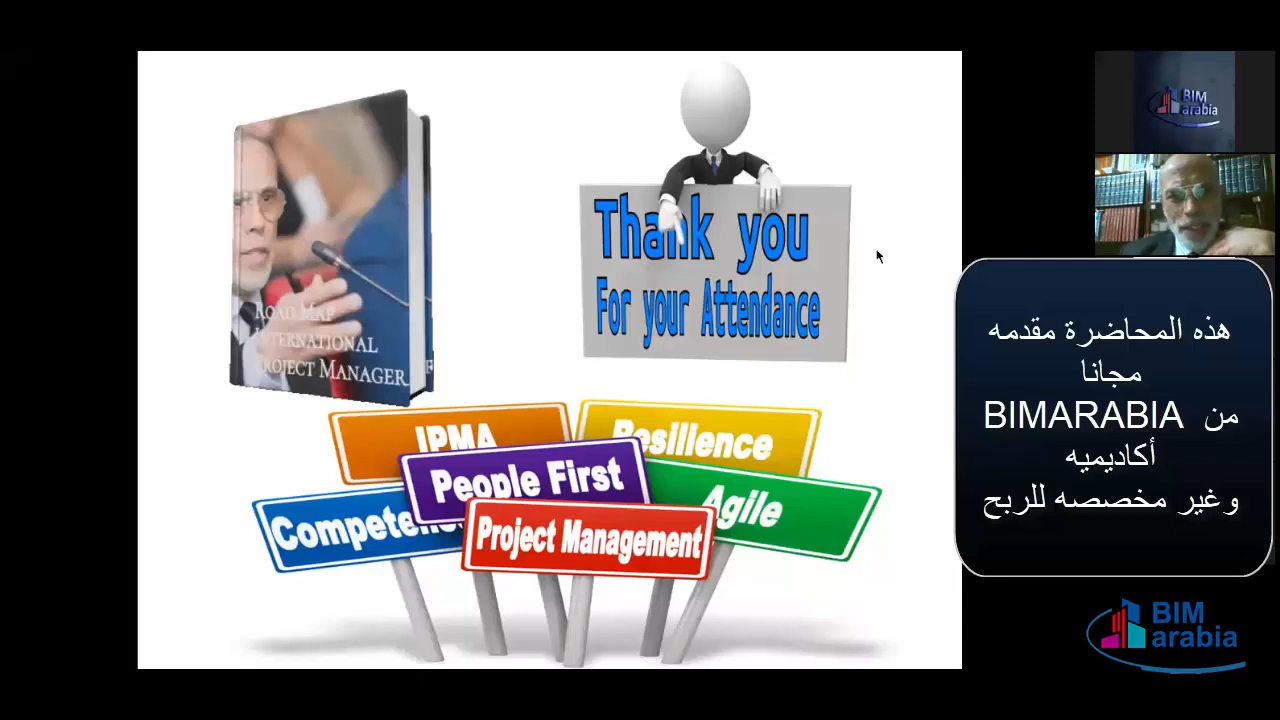 ROAD MAP
INTERNATIONAL
PROJECT MANAGER
Thank you
For your Attendance
IPMA
Resilience
People First
Agile
Project Management
BIM
arabia
هذه المحاضرة مقدمه
مجانا
من BIMARABIA
أكاديميه
وغير مخصصه للربح
BIM
arabia